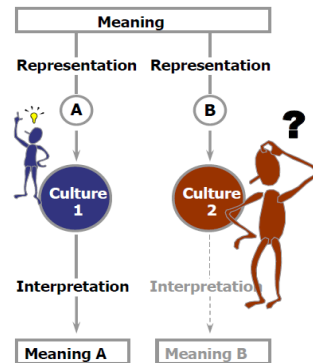 Meaning
Representation Representation
A B
?
Culture 1
Culture 2
Interpretation Interpretation
Meaning A Meaning B